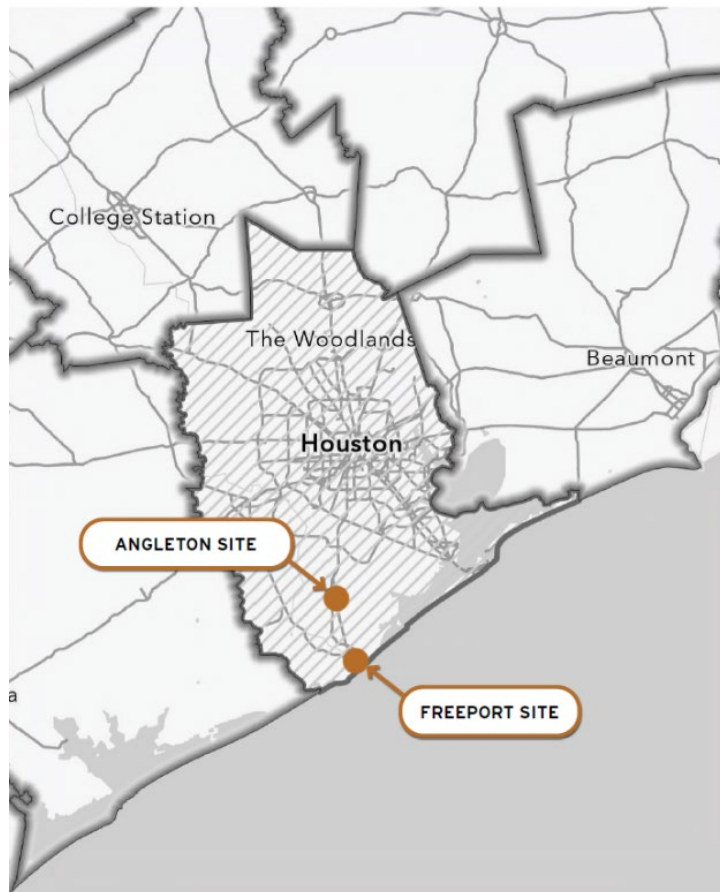 College Station
The Woodlands
Beaumont
Houston
ANGLETON SITE
a
FREEPORT SITE